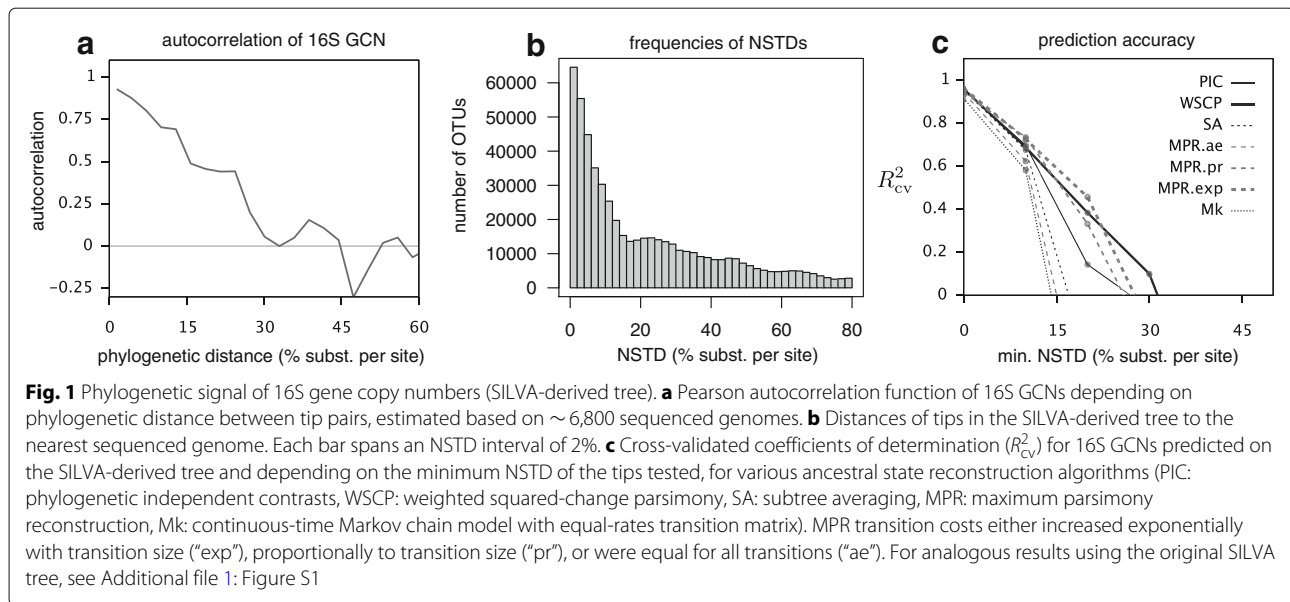 a autocorrelation of 16S GCN
autocorrelation
1
0.75
0.5
0.25
0
−0.25
0 15 30 45 60
phylogenetic distance (% subst. per site)
b frequencies of NSTDs
number of OTUs
60000
50000
40000
30000
20000
10000
0
0 20 40 60 80
NSTD (% subst. per site)
c prediction accuracy
R²cv
1
0.8
0.6
0.4
0.2
0
PIC
WSCP
SA
MPR.ae
MPR.pr
MPR.exp
Mk
0 15 30 45
min. NSTD (% subst. per site)
Fig. 1 Phylogenetic signal of 16S gene copy numbers (SILVA-derived tree). a Pearson autocorrelation function of 16S GCNs depending on
phylogenetic distance between tip pairs, estimated based on ∼ 6,800 sequenced genomes. b Distances of tips in the SILVA-derived tree to the
nearest sequenced genome. Each bar spans an NSTD interval of 2%. c Cross-validated coefficients of determination (R²cv) for 16S GCNs predicted on
the SILVA-derived tree and depending on the minimum NSTD of the tips tested, for various ancestral state reconstruction algorithms (PIC:
phylogenetic independent contrasts, WSCP: weighted squared-change parsimony, SA: subtree averaging, MPR: maximum parsimony
reconstruction, Mk: continuous-time Markov chain model with equal-rates transition matrix). MPR transition costs either increased exponentially
with transition size (“exp”), proportionally to transition size (“pr”), or were equal for all transitions (“ae”). For analogous results using the original SILVA
tree, see Additional file 1: Figure S1